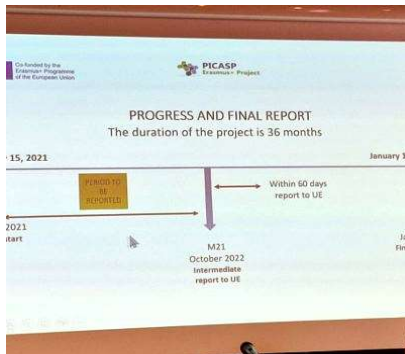 Co-funded by the
Erasmus+ Programme
of the European Union
PICASP
Erasmus+ Project
PROGRESS AND FINAL REPORT
The duration of the project is 36 months
15, 2021
January 1
PERIOD TO
BE
REPORTED
Within 60 days
report to UE
2021
M21
October 2022
Intermediate
report to UE